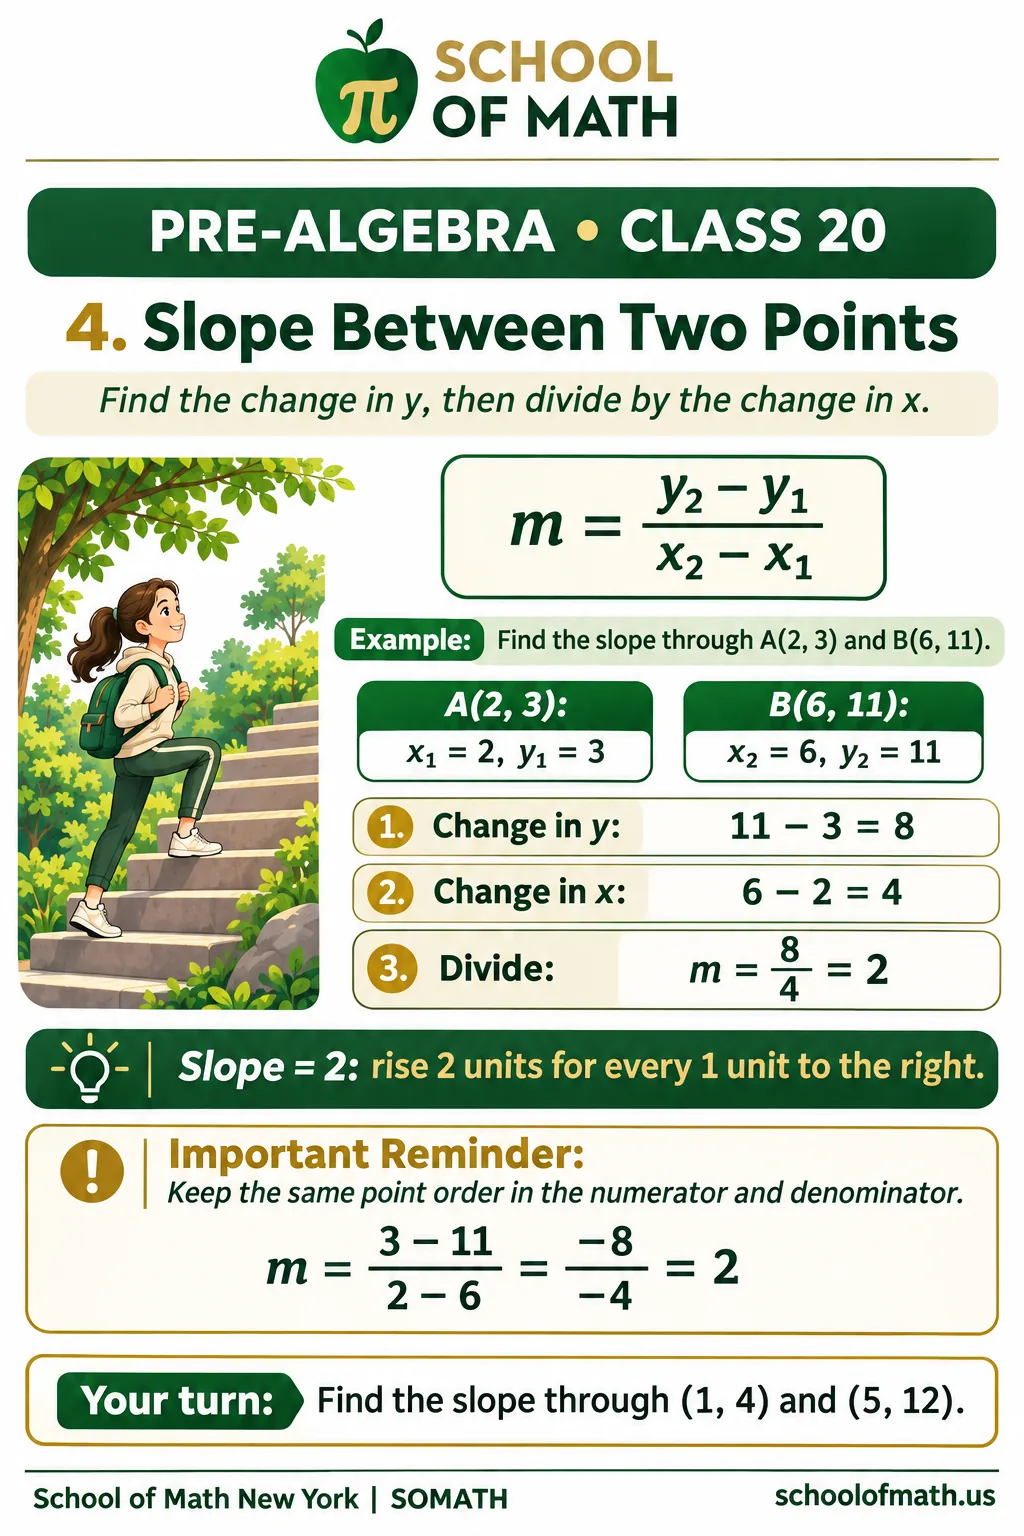 π
SCHOOL
OF MATH
PRE-ALGEBRA • CLASS 20
4. Slope Between Two Points
Find the change in y, then divide by the change in x.
m = (y₂ − y₁)/(x₂ − x₁)
Example: Find the slope through A(2, 3) and B(6, 11).
A(2, 3):
x₁ = 2, y₁ = 3
B(6, 11):
x₂ = 6, y₂ = 11
1. Change in y: 11 − 3 = 8
2. Change in x: 6 − 2 = 4
3. Divide: m = 8/4 = 2
Slope = 2: rise 2 units for every 1 unit to the right.
! Important Reminder:
Keep the same point order in the numerator and denominator.
m = (3 − 11)/(2 − 6) = −8/−4 = 2
Your turn: Find the slope through (1, 4) and (5, 12).
School of Math New York | SOMATH
schoolofmath.us